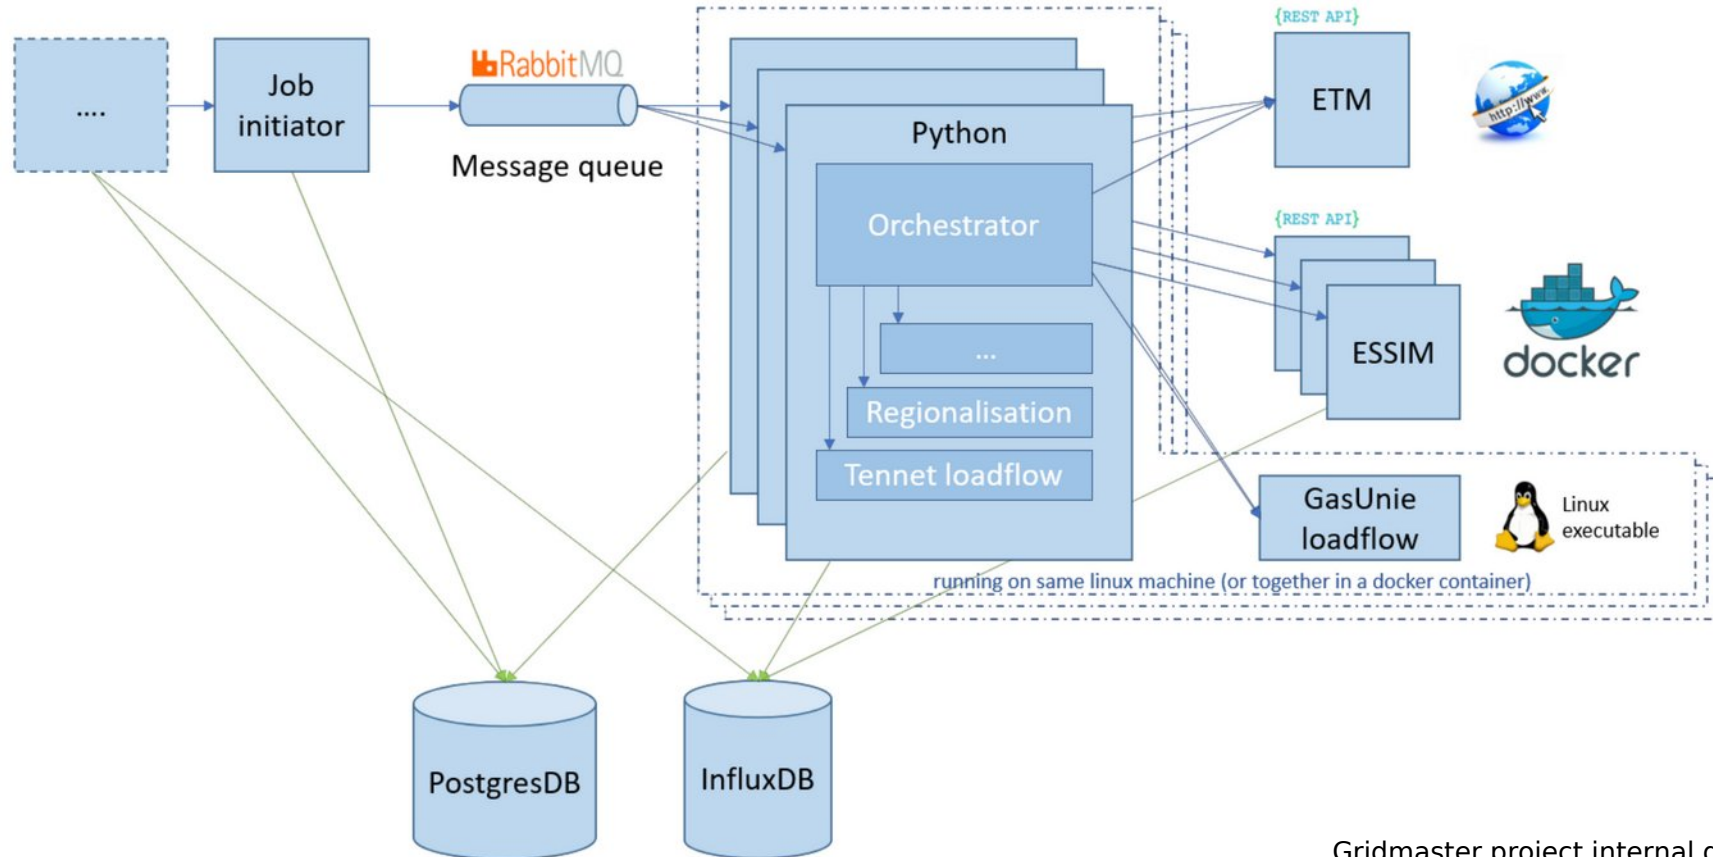 ....
Job
initiator
RabbitMQ
Message queue
Python
Orchestrator
...
Regionalisation
Tennet loadflow
{REST API}
ETM
http://www.
{REST API}
ESSIM
docker
GasUnie
loadflow
Linux
executable
running on same linux machine (or together in a docker container)
PostgresDB
InfluxDB
Gridmaster project internal